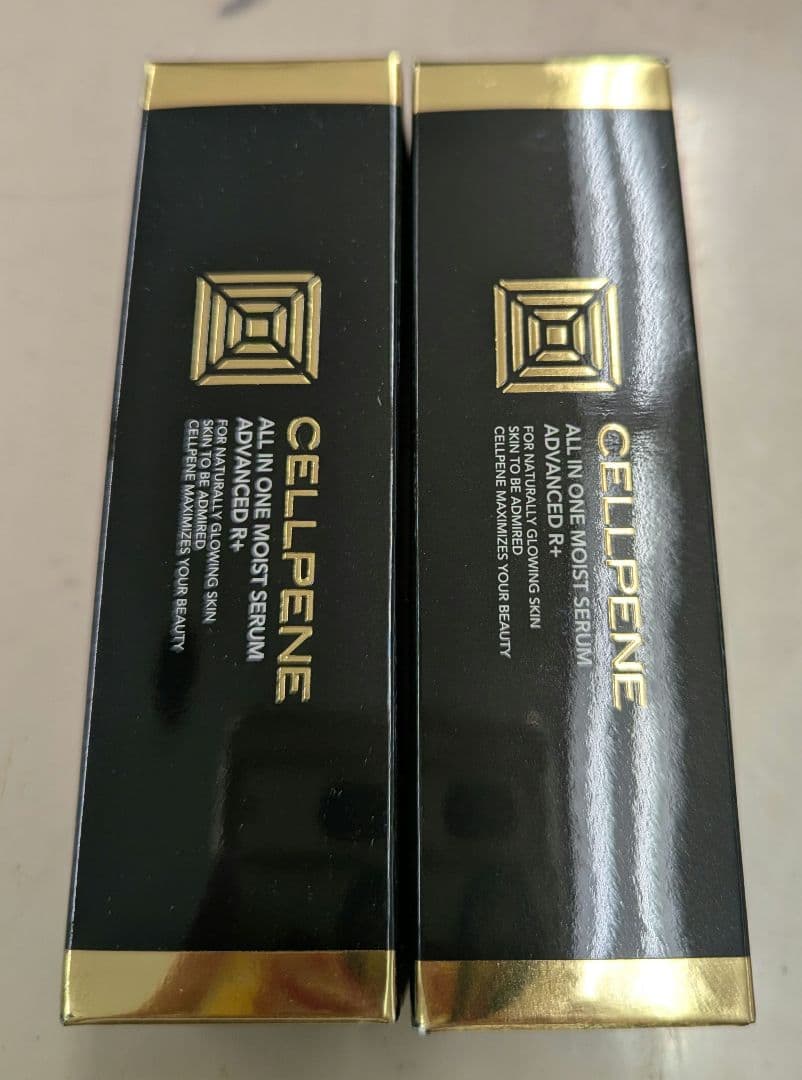 CELLPENE
ALL IN ONE MOIST SERUM
ADVANCED R+
FOR NATURALLY GLOWING SKIN
SKIN TO BE ADMIRED
CELLPENE MAXIMIZES YOUR BEAUTY
CELLPENE
ALL IN ONE MOIST SERUM
ADVANCED R+
FOR NATURALLY GLOWING SKIN
SKIN TO BE ADMIRED
CELLPENE MAXIMIZES YOUR BEAUTY